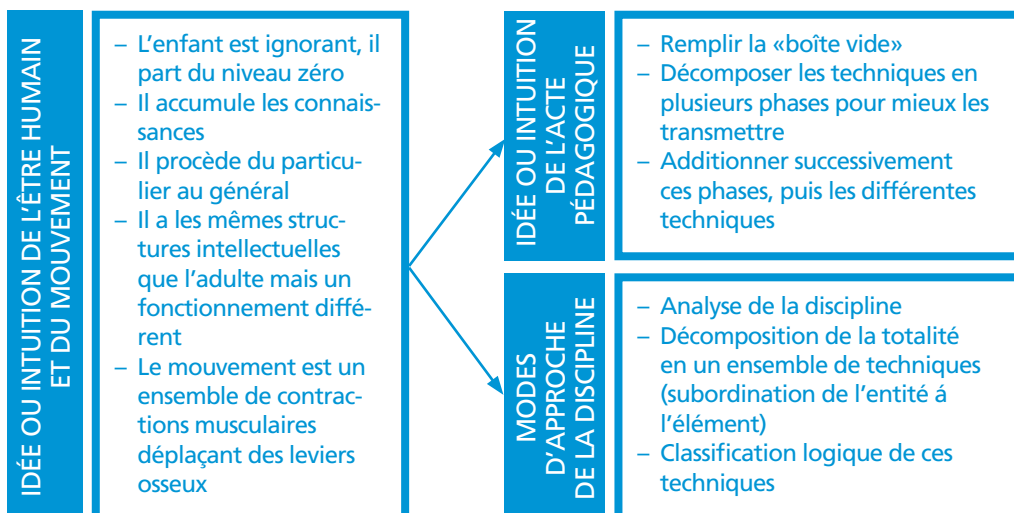 IDÉE OU INTUITION DE L'ÊTRE HUMAIN
ET DU MOUVEMENT
– L'enfant est ignorant, il
part du niveau zéro
– Il accumule les connais-
sances
– Il procède du particu-
lier au général
– Il a les mêmes struc-
tures intellectuelles
que l'adulte mais un
fonctionnement diffé-
rent
– Le mouvement est un
ensemble de contrac-
tions musculaires
déplaçant des leviers
osseux
IDÉE OU INTUITION
DE L'ACTE
PÉDAGOGIQUE
– Remplir la «boîte vide»
– Décomposer les techniques en
plusieurs phases pour mieux les
transmettre
– Additionner successivement
ces phases, puis les différentes
techniques
MODES
D'APPROCHE
DE LA DISCIPLINE
– Analyse de la discipline
– Décomposition de la totalité
en un ensemble de techniques
(subordination de l'entité á
l'élément)
– Classification logique de ces
techniques